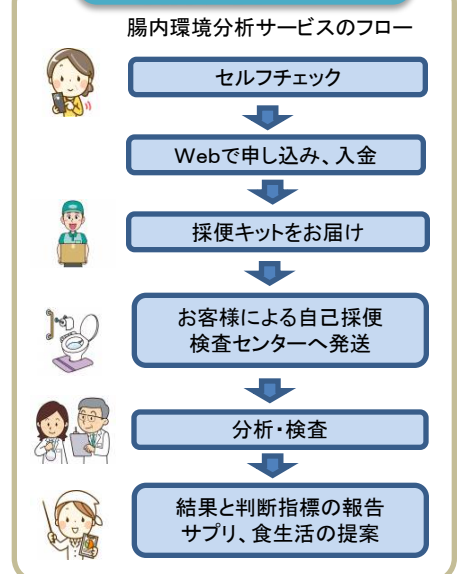 腸内環境分析サービスのフロー
セルフチェック
Webで申し込み、入金
採便キットをお届け
お客様による自己採便
検査センターへ発送
分析・検査
結果と判断指標の報告
サプリ、食生活の提案